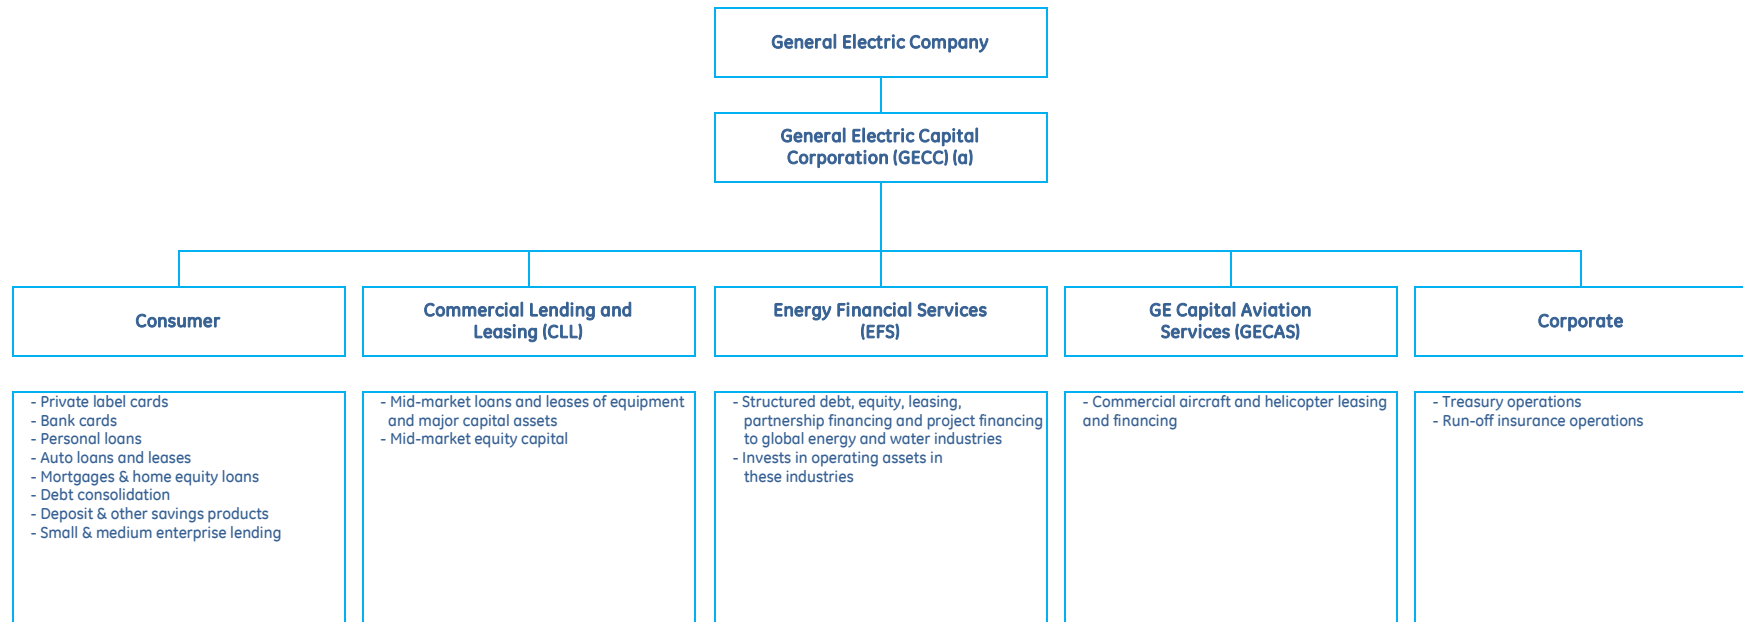 General Electric Company
General Electric Capital
Corporation (GECC) (a)
Consumer
Commercial Lending and
Leasing (CLL)
Energy Financial Services
(EFS)
GE Capital Aviation
Services (GECAS)
Corporate
- Private label cards
- Bank cards
- Personal loans
- Auto loans and leases
- Mortgages & home equity loans
- Debt consolidation
- Deposit & other savings products
- Small & medium enterprise lending
- Mid-market loans and leases of equipment
and major capital assets
- Mid-market equity capital
- Structured debt, equity, leasing,
partnership financing and project financing
to global energy and water industries
- Invests in operating assets in
these industries
- Commercial aircraft and helicopter leasing
and financing
- Treasury operations
- Run-off insurance operations